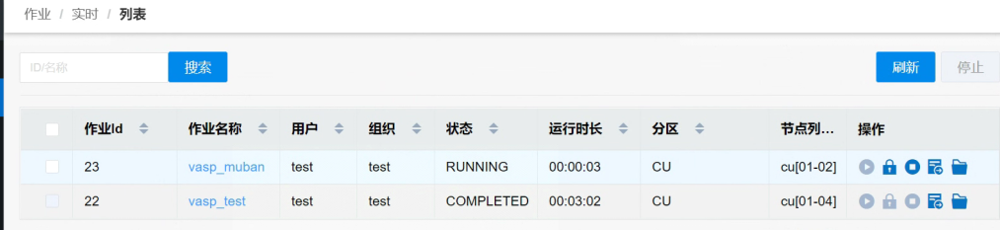 作业 / 实时 / 列表
ID/名称 搜索 刷新 停止
作业Id 作业名称 用户 组织 状态 运行时长 分区 节点列... 操作
23 vasp_muban test test RUNNING 00:00:03 CU cu[01-02]
22 vasp_test test test COMPLETED 00:03:02 CU cu[01-04]